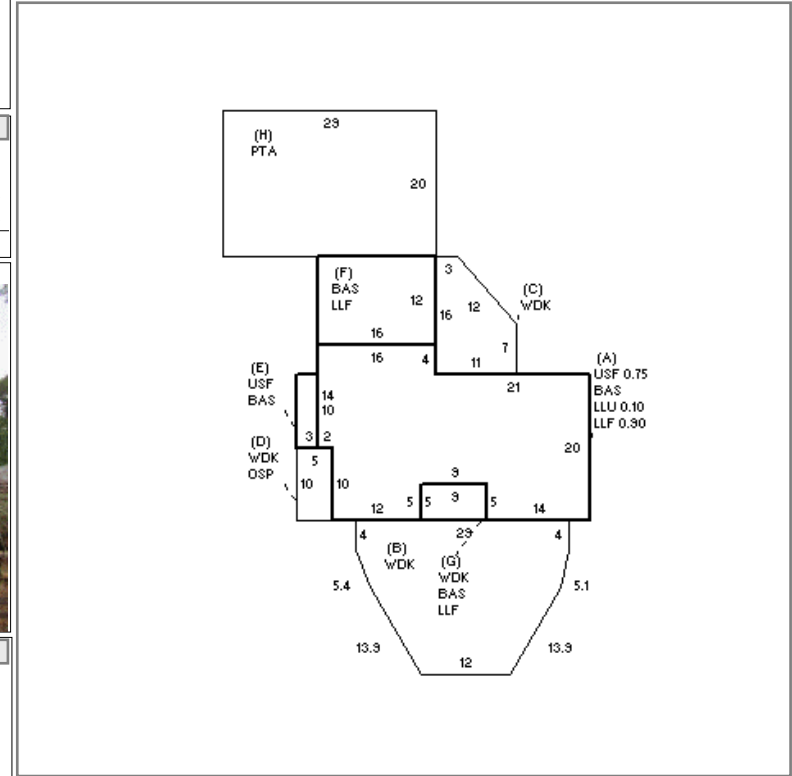 29
(H)
PTA
20
3
(F)
BAS
LLF
12
16
12
(C)
WDK
16
16
4
7
11
21
(A)
USF 0.75
BAS
LLU 0.10
LLF 0.90
(E)
USF
BAS
14
10
3
2
20
(D)
WDK
OSP
5
10
10
9
9
12
5
5
5
14
4
29
4
(B)
WDK
(G)
WDK
BAS
LLF
5.4
5.1
13.9
13.9
12